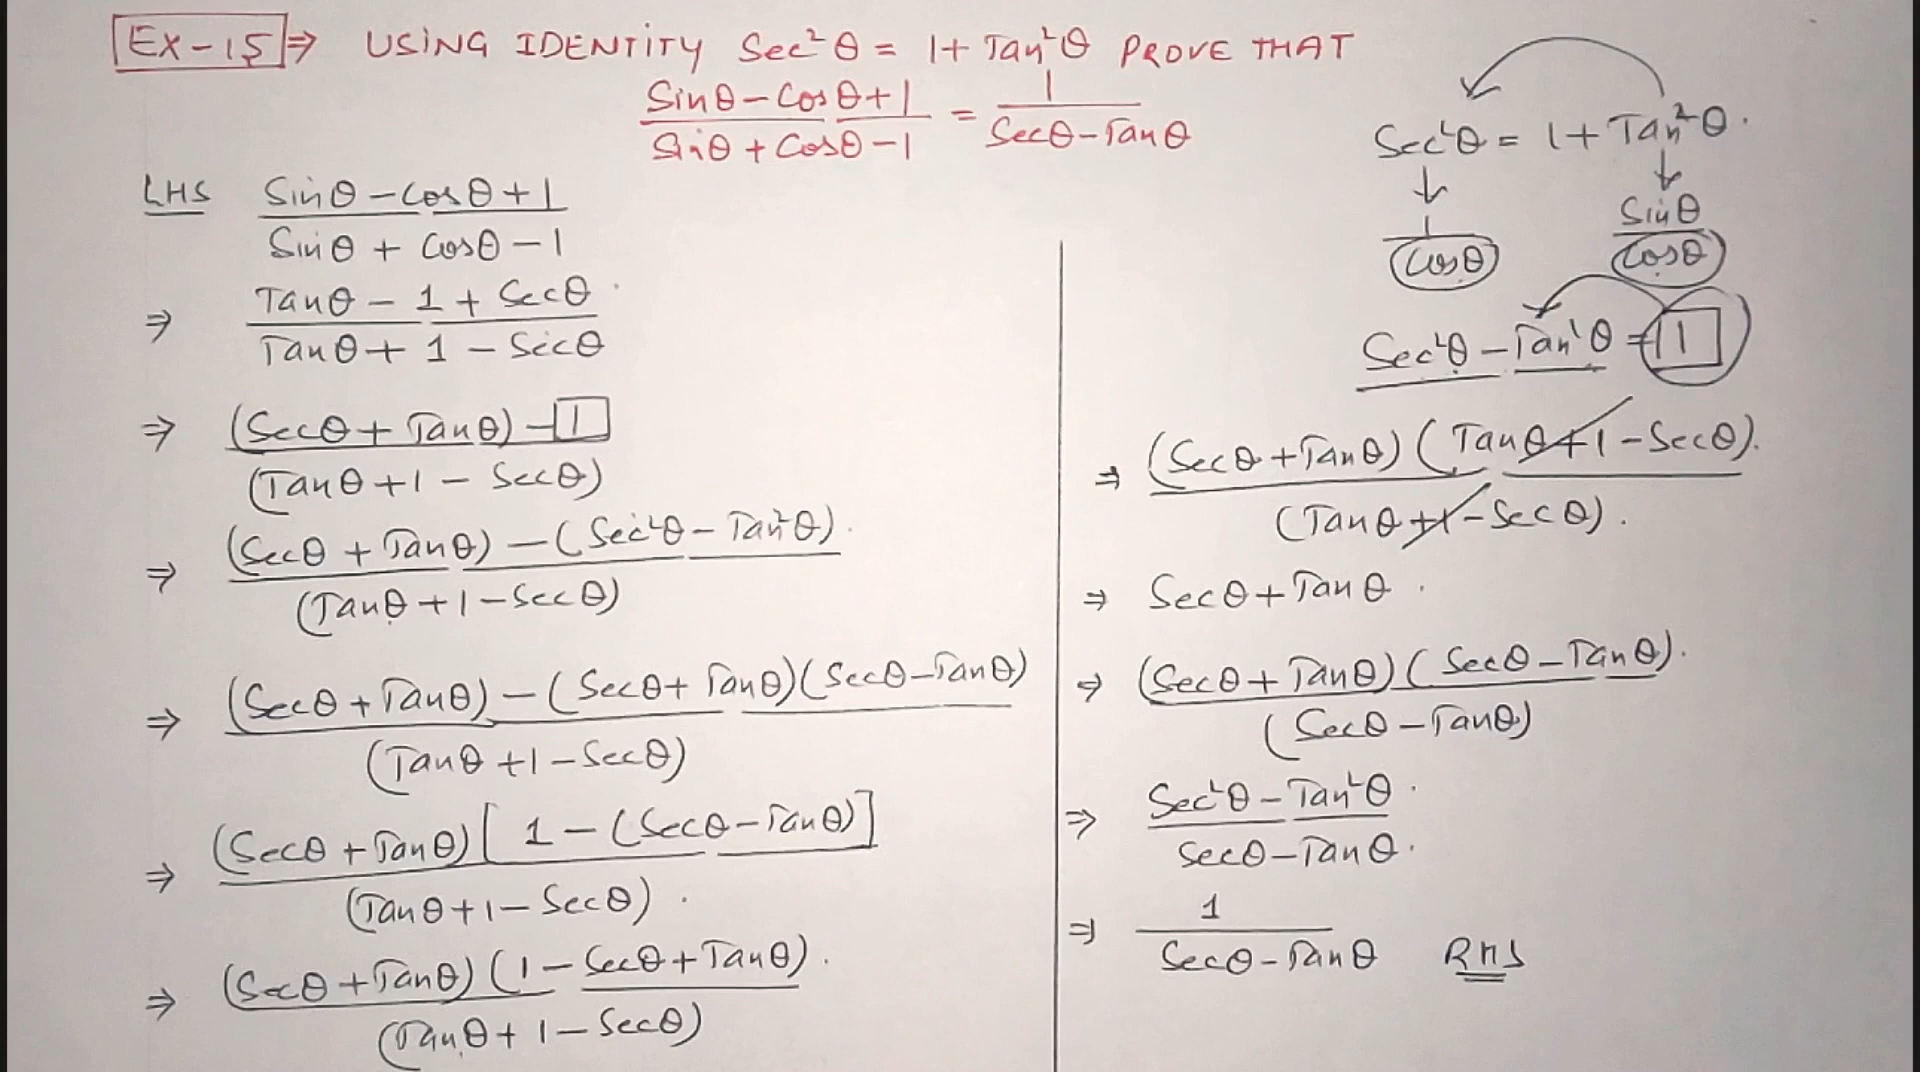 EX-15 ⇒ USING IDENTITY Sec²θ = 1 + Tan²θ PROVE THAT
Sinθ - Cosθ + 1 / Sinθ + Cosθ - 1 = 1 / Secθ - Tanθ
LHS Sinθ - Cosθ + 1 / Sinθ + Cosθ - 1
⇒ Tanθ - 1 + Secθ / Tanθ + 1 - Secθ
⇒ (Secθ + Tanθ) - 1 / (Tanθ + 1 - Secθ)
⇒ (Secθ + Tanθ) - (Sec²θ - Tan²θ) / (Tanθ + 1 - Secθ)
⇒ (Secθ + Tanθ) - (Secθ + Tanθ)(Secθ - Tanθ) / (Tanθ + 1 - Secθ)
⇒ (Secθ + Tanθ)[1 - (Secθ - Tanθ)] / (Tanθ + 1 - Secθ)
⇒ (Secθ + Tanθ)(1 - Secθ + Tanθ) / (Tanθ + 1 - Secθ)
Sec²θ = 1 + Tan²θ
1 / Cosθ
Sinθ / Cosθ
Sec²θ - Tan²θ = 1
⇒ (Secθ + Tanθ)(Tanθ + 1 - Secθ) / (Tanθ + 1 - Secθ)
⇒ Secθ + Tanθ
⇒ (Secθ + Tanθ)(Secθ - Tanθ) / (Secθ - Tanθ)
⇒ Sec²θ - Tan²θ / Secθ - Tanθ
⇒ 1 / Secθ - Tanθ RHS